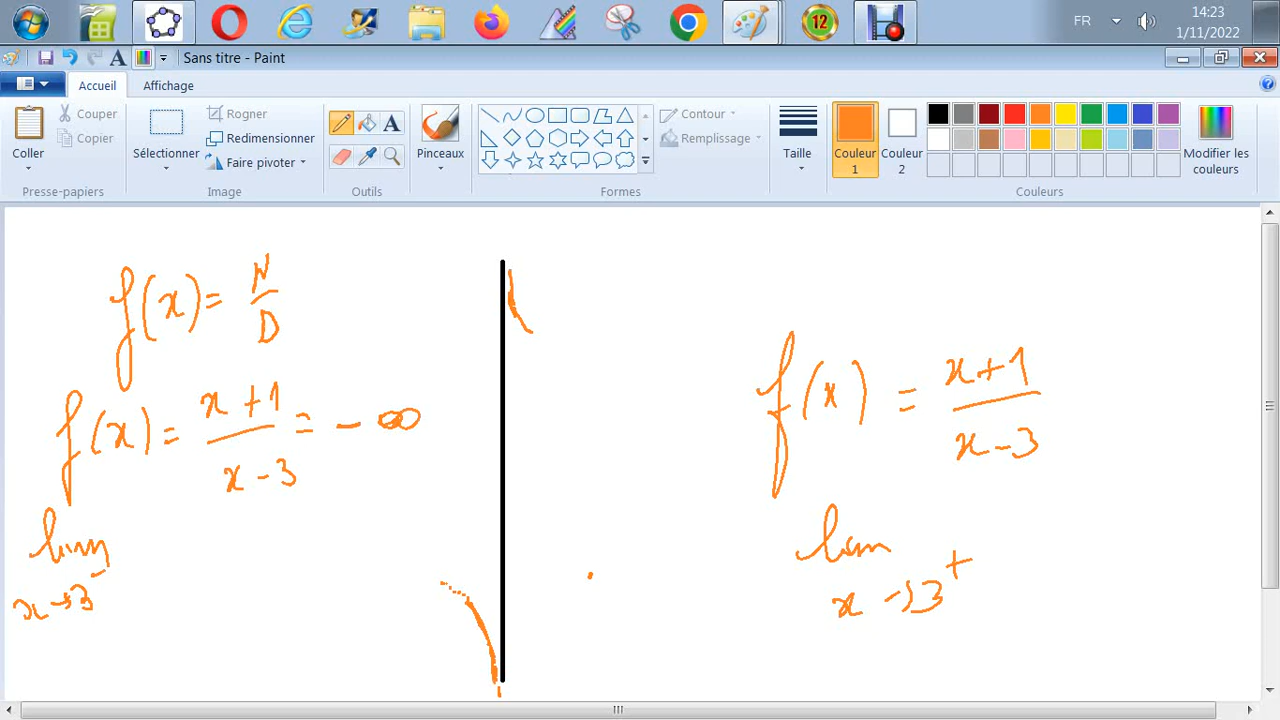 FR
14:23
1/11/2022
Sans titre - Paint
Accueil
Affichage
Coller
Couper
Copier
Presse-papiers
Sélectionner
Rogner
Redimensionner
Faire pivoter
Image
A
Outils
Pinceaux
Formes
Contour
Remplissage
Taille
Couleur 1
Couleur 2
Modifier les couleurs
Couleurs
12
f(x) = N/D
f(x) = x+1/x-3 = -∞
lim
x→3⁻
f(x) = x+1/x-3
lim
x→3⁺